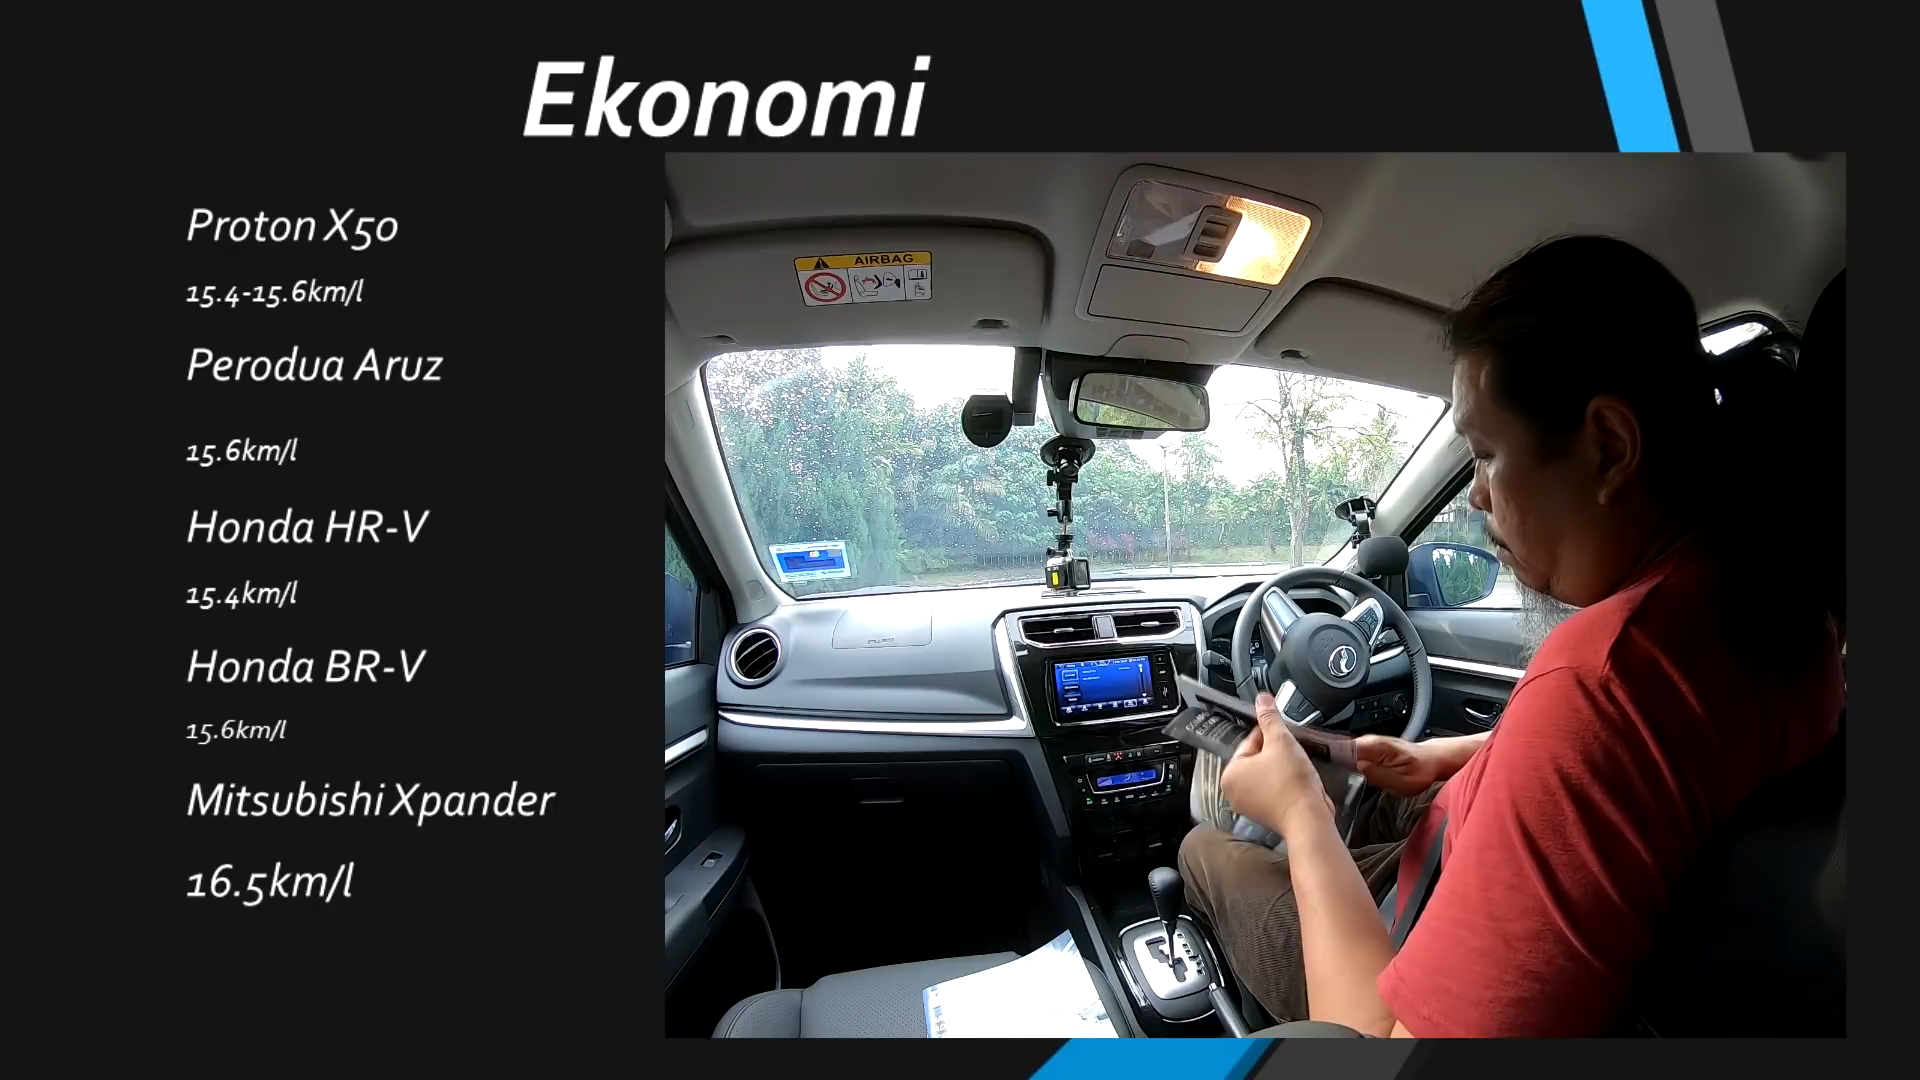 Ekonomi
Proton X50
15.4-15.6km/l
Perodua Aruz
15.6km/l
Honda HR-V
15.4km/l
Honda BR-V
15.6km/l
Mitsubishi Xpander
16.5km/l
AIRBAG